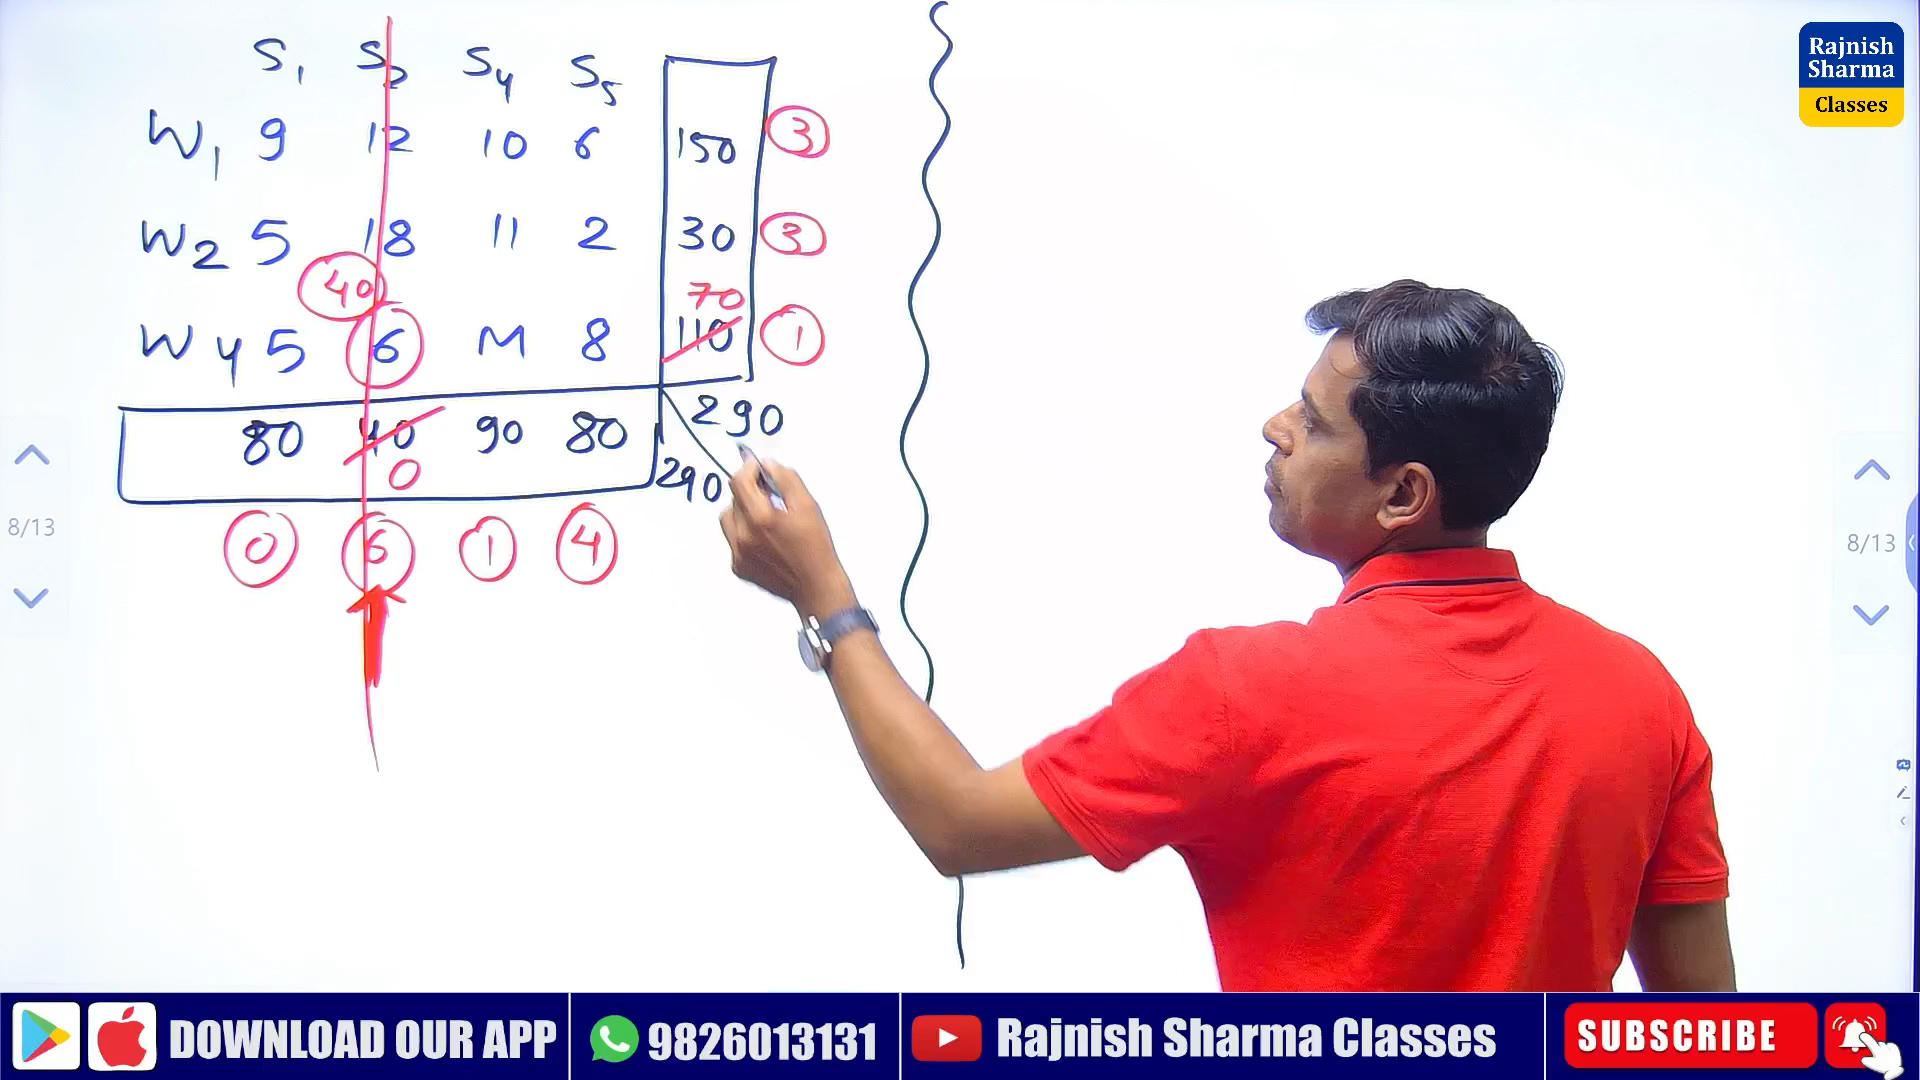 S1 S2 S4 S5
W1 9 12 10 6 150 3
W2 5 18 11 2 30 3
40 70
W4 5 6 M 8 110 1
80 40 90 80 290
0 290
0 6 1 4
Rajnish
Sharma
Classes
8/13
8/13
DOWNLOAD OUR APP 9826013131 Rajnish Sharma Classes SUBSCRIBE